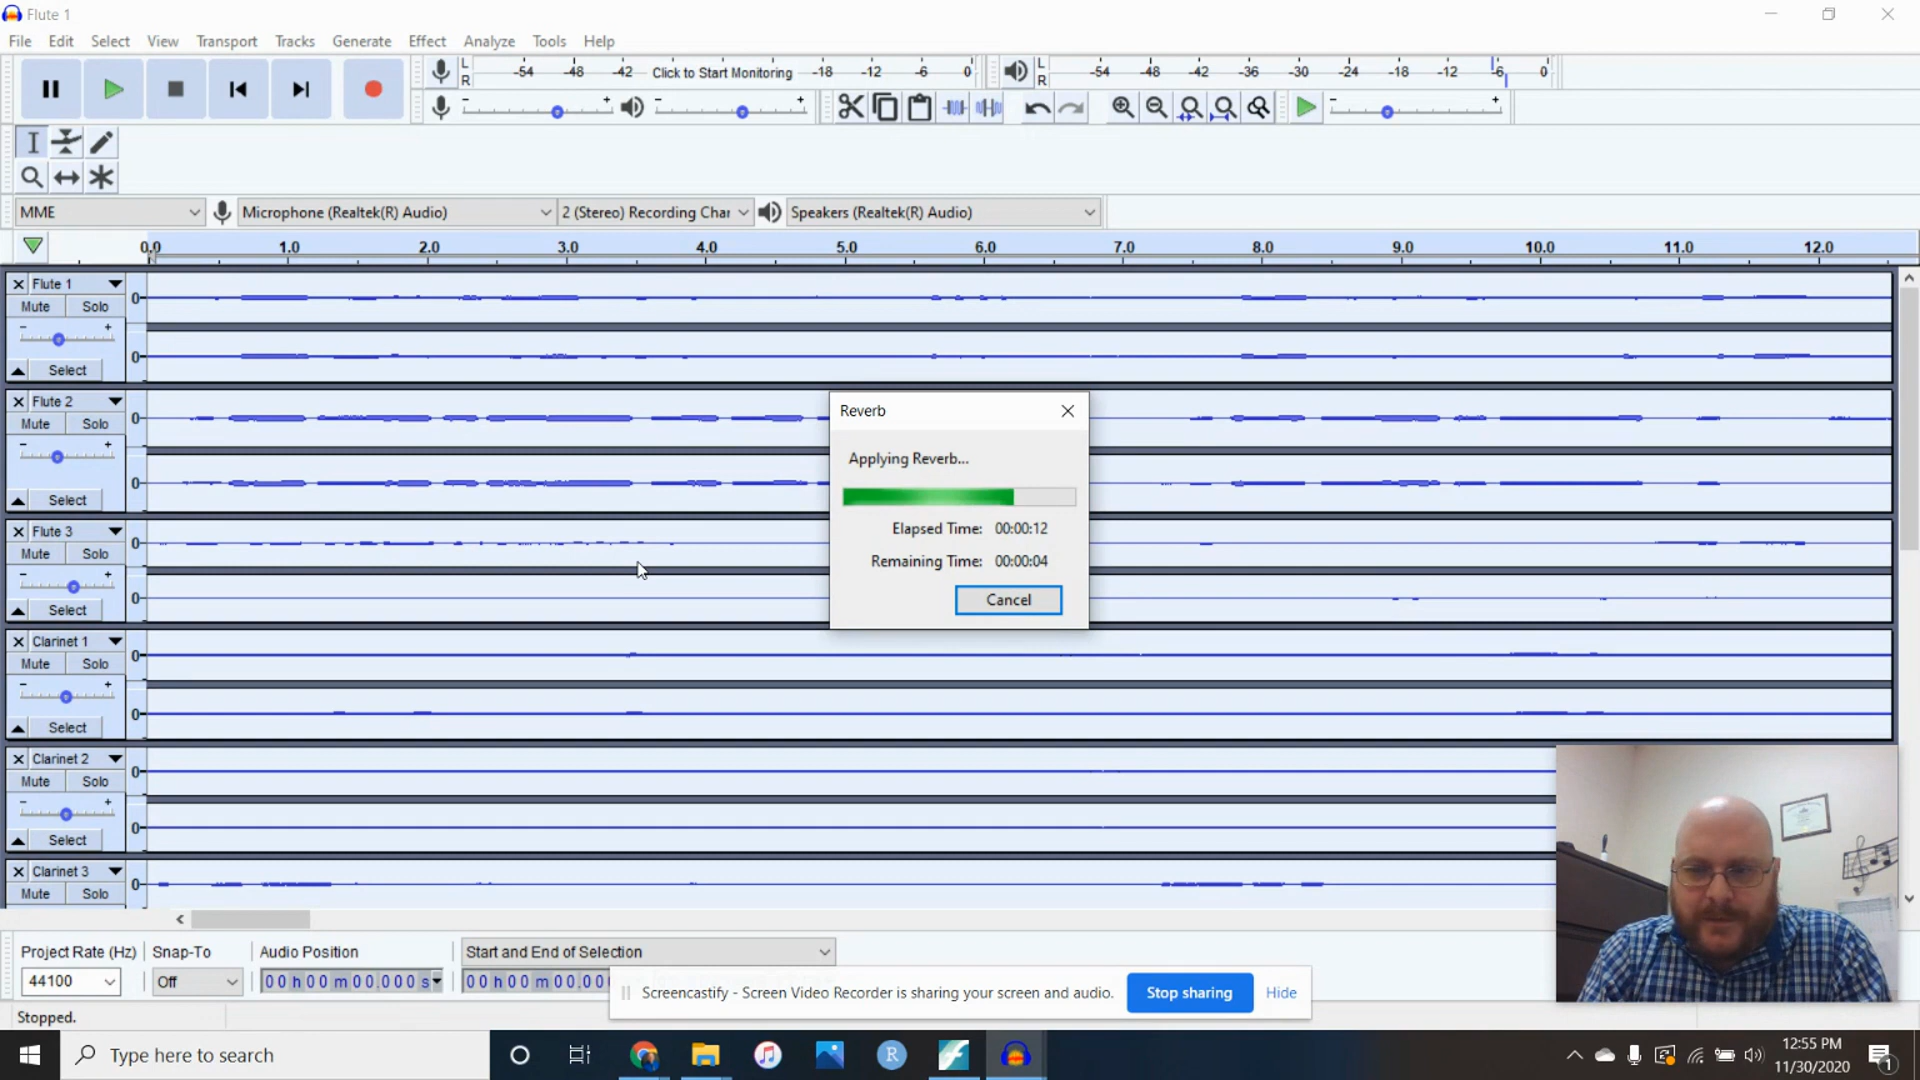 Flute 1
File Edit Select View Transport Tracks Generate Effect Analyze Tools Help
L R -54 -48 -42 Click to Start Monitoring -18 -12 -6 0 L R -54 -48 -42 -36 -30 -24 -18 -12 -6 0
MME Microphone (Realtek(R) Audio) 2 (Stereo) Recording Char Speakers (Realtek(R) Audio)
0.0 1.0 2.0 3.0 4.0 5.0 6.0 7.0 8.0 9.0 10.0 11.0 12.0
Flute 1
Mute Solo
Select
Flute 2
Mute Solo
Select
Flute 3
Mute Solo
Select
Clarinet 1
Mute Solo
Select
Clarinet 2
Mute Solo
Select
Clarinet 3
Mute Solo
Reverb
Applying Reverb...
Elapsed Time: 00:00:12
Remaining Time: 00:00:04
Cancel
Project Rate (Hz) Snap-To Audio Position Start and End of Selection
44100 Off 00 h 00 m 00.000 s 00 h 00 m 00.00
Screencastify - Screen Video Recorder is sharing your screen and audio. Stop sharing Hide
Stopped.
Type here to search
R
12:55 PM
11/30/2020
1